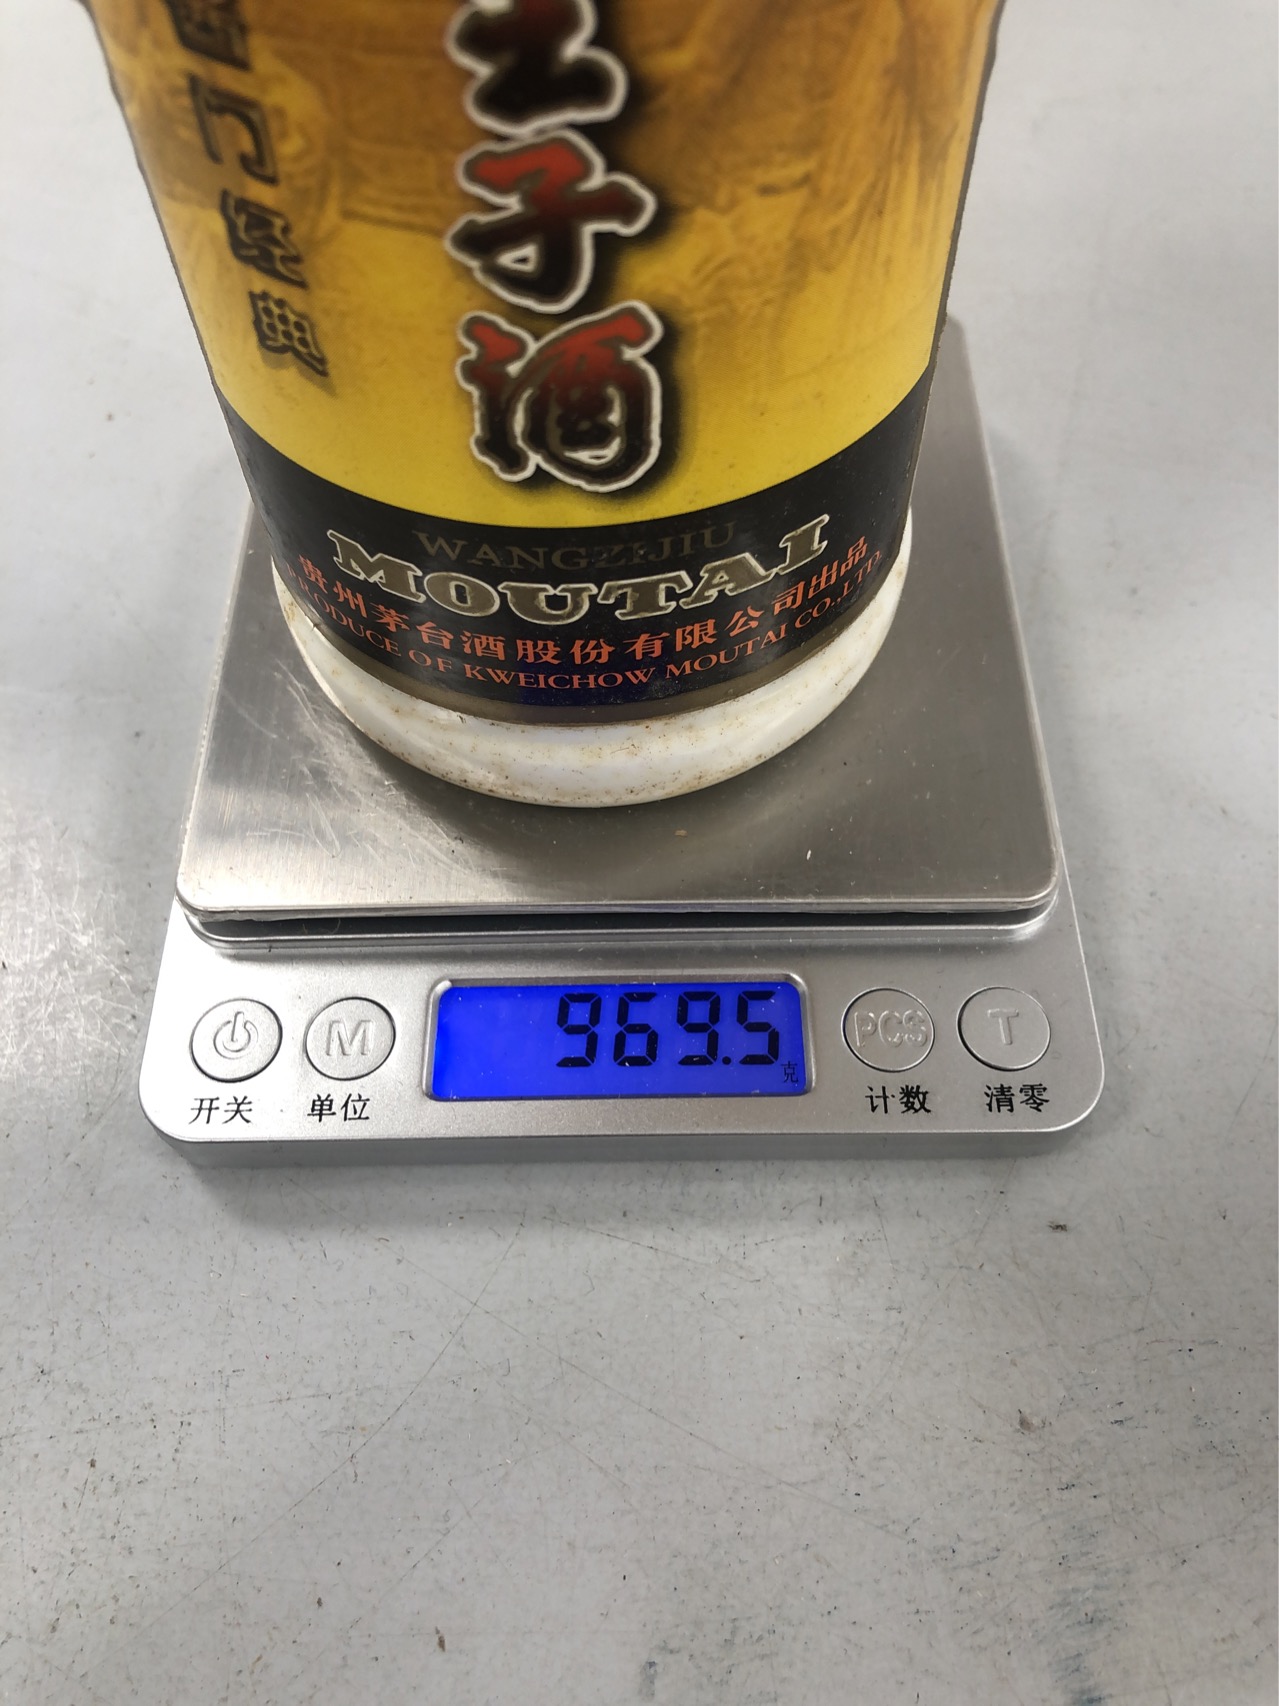 门经典
王子酒
WANGZIJIU
MOUTAI
贵州茅台酒股份有限公司出品
PRODUCE OF KWEICHOW MOUTAI CO.,LTD.
969.5
克
M
PCS
T
开关
单位
计数
清零